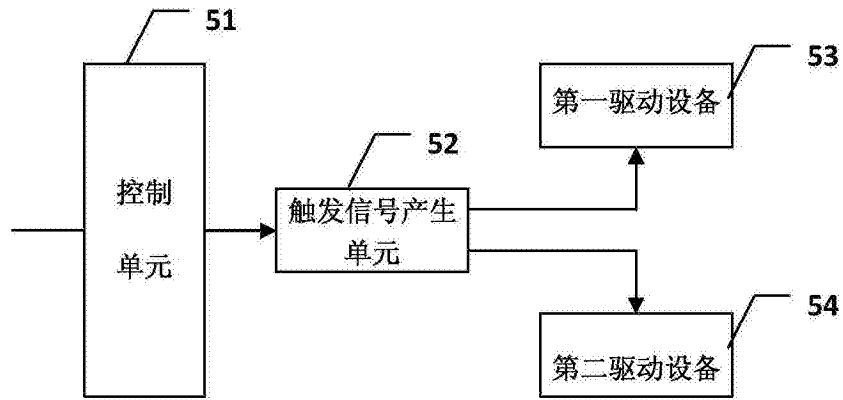 51
控制
单元
52
触发信号产生
单元
53
第一驱动设备
54
第二驱动设备